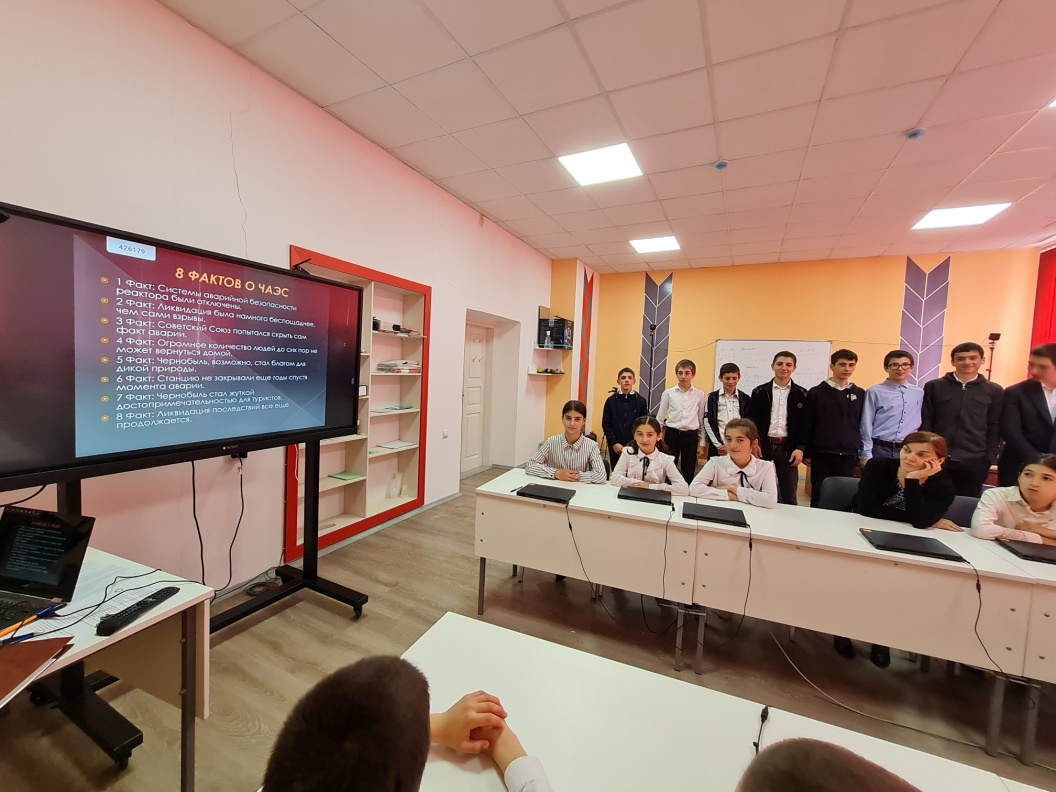 426179
8 ФАКТОВ О ЧАЭС
1 Факт: Системы аварийной безопасности
реактора были отключены.
2 Факт: Ликвидация была намного беспощаднее,
чем сами взрывы.
3 Факт: Советский Союз попытался скрыть сам
факт аварии.
4 Факт: Огромное количество людей до сих пор не
может вернуться домой.
5 Факт: Чернобыль, возможно, стал благом для
дикой природы.
6 Факт: Станцию не закрывали еще годы спустя
момента аварии.
7 Факт: Чернобыль стал жуткой
достопримечательностью для туристов.
8 Факт: Ликвидация последствий все еще
продолжается.